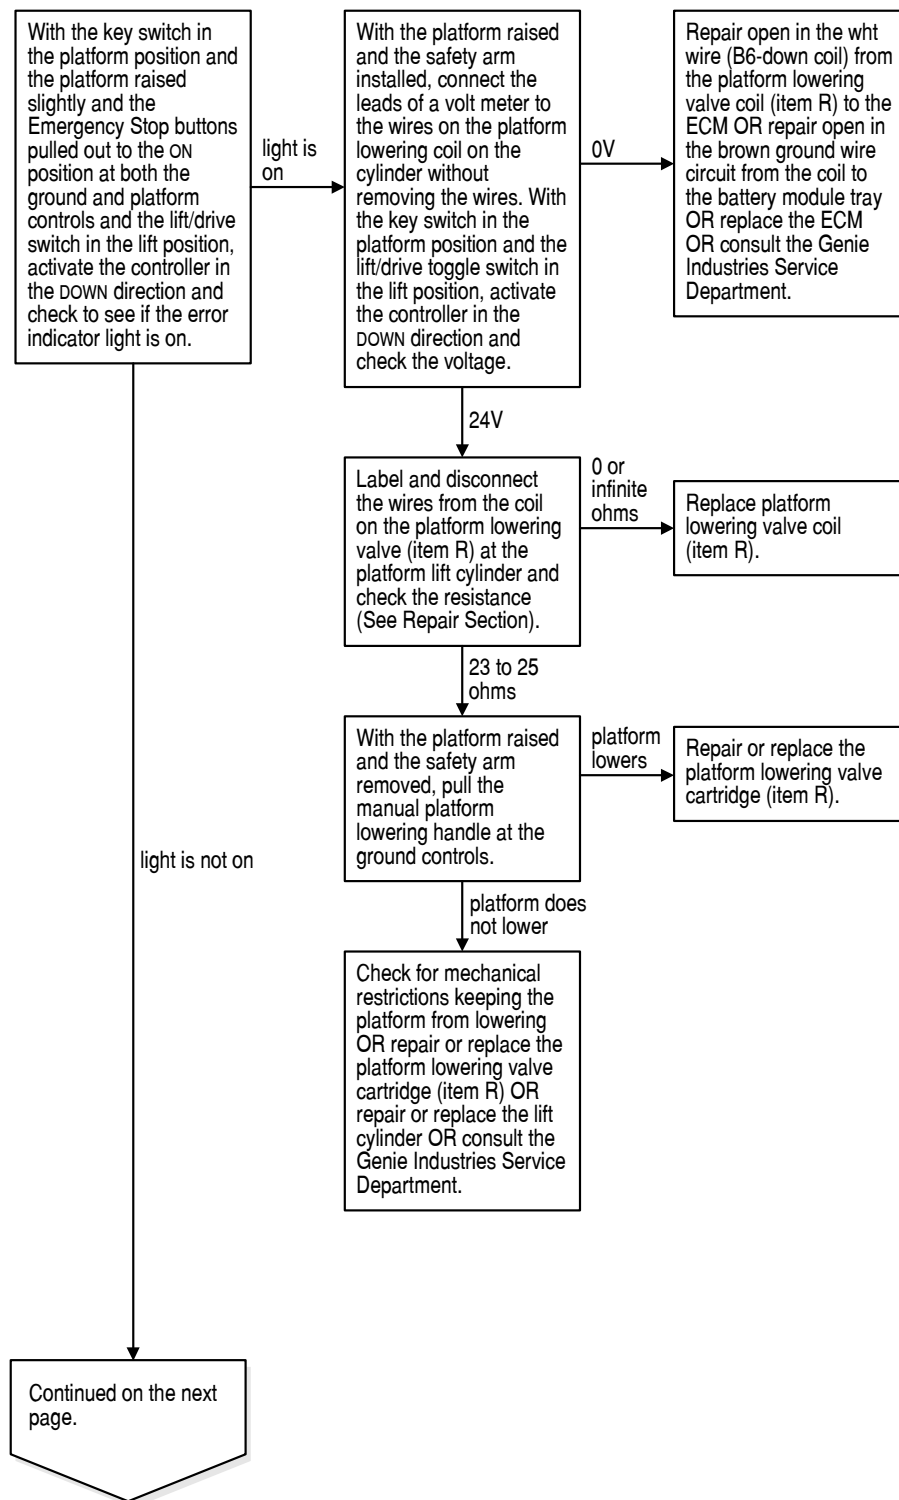 With the key switch in
the platform position and
the platform raised
slightly and the
Emergency Stop buttons
pulled out to the ON
position at both the
ground and platform
controls and the lift/drive
switch in the lift position,
activate the controller in
the DOWN direction and
check to see if the error
indicator light is on.
light is
on
With the platform raised
and the safety arm
installed, connect the
leads of a volt meter to
the wires on the platform
lowering coil on the
cylinder without
removing the wires. With
the key switch in the
platform position and the
lift/drive toggle switch in
the lift position, activate
the controller in the
DOWN direction and
check the voltage.
0V
Repair open in the wht
wire (B6-down coil) from
the platform lowering
valve coil (item R) to the
ECM OR repair open in
the brown ground wire
circuit from the coil to
the battery module tray
OR replace the ECM
OR consult the Genie
Industries Service
Department.
24V
Label and disconnect
the wires from the coil
on the platform lowering
valve (item R) at the
platform lift cylinder and
check the resistance
(See Repair Section).
0 or
infinite
ohms
Replace platform
lowering valve coil
(item R).
23 to 25
ohms
With the platform raised
and the safety arm
removed, pull the
manual platform
lowering handle at the
ground controls.
platform
lowers
Repair or replace the
platform lowering valve
cartridge (item R).
light is not on
platform does
not lower
Check for mechanical
restrictions keeping the
platform from lowering
OR repair or replace the
platform lowering valve
cartridge (item R) OR
repair or replace the lift
cylinder OR consult the
Genie Industries Service
Department.
Continued on the next
page.